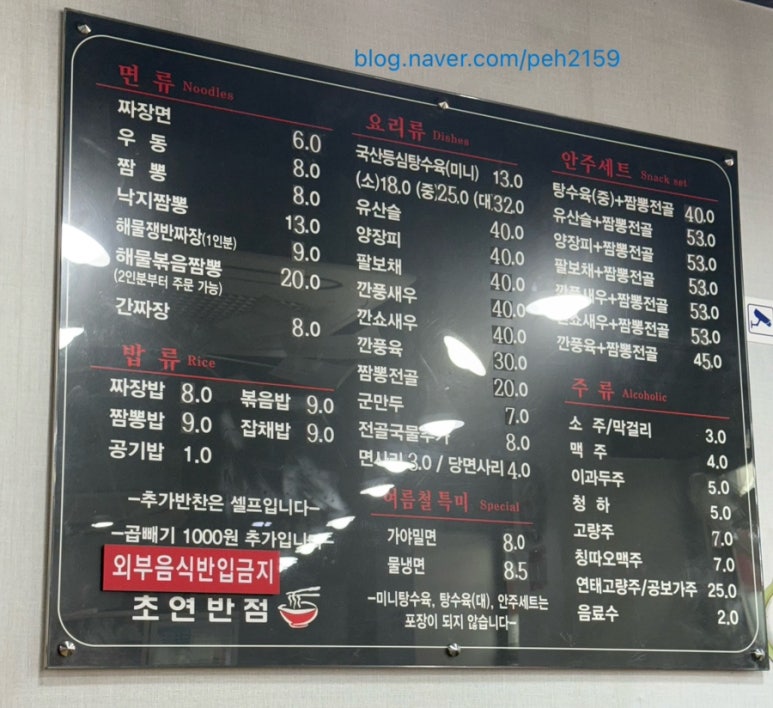 blog.naver.com/peh2159
면 류 Noodles
짜장면 6.0
우 동 8.0
짬 뽕 8.0
낙지짬뽕 13.0
해물쟁반짜장(1인분) 9.0
해물볶음짬뽕 20.0
(2인분부터 주문 가능)
간짜장 8.0
밥 류 Rice
짜장밥 8.0 볶음밥 9.0
짬뽕밥 9.0 잡채밥 9.0
공기밥 1.0
-추가반찬은 셀프입니다-
-곱빼기 1000원 추가입니다-
외부음식반입금지
초연반점
요리류 Dishes
국산등심탕수육(미니) 13.0
(소)18.0 (중)25.0 (대)32.0
유산슬 40.0
양장피 40.0
팔보채 40.0
깐풍새우 40.0
깐쇼새우 40.0
깐풍육 30.0
짬뽕전골 20.0
군만두 7.0
전골국물추가 8.0
면사리 3.0 / 당면사리 4.0
여름철특미 Special
가야밀면 8.0
물냉면 8.5
-미니탕수육, 탕수육(대), 안주세트는
포장이 되지 않습니다-
안주세트 Snack set
탕수육(중)+짬뽕전골 40.0
유산슬+짬뽕전골 53.0
양장피+짬뽕전골 53.0
팔보채+짬뽕전골 53.0
깐풍새우+짬뽕전골 53.0
깐쇼새우+짬뽕전골 53.0
깐풍육+짬뽕전골 45.0
주 류 Alcoholic
소 주/막걸리 3.0
맥 주 4.0
이과두주 5.0
청 하 5.0
고량주 7.0
칭따오맥주 7.0
연태고량주/공보가주 25.0
음료수 2.0